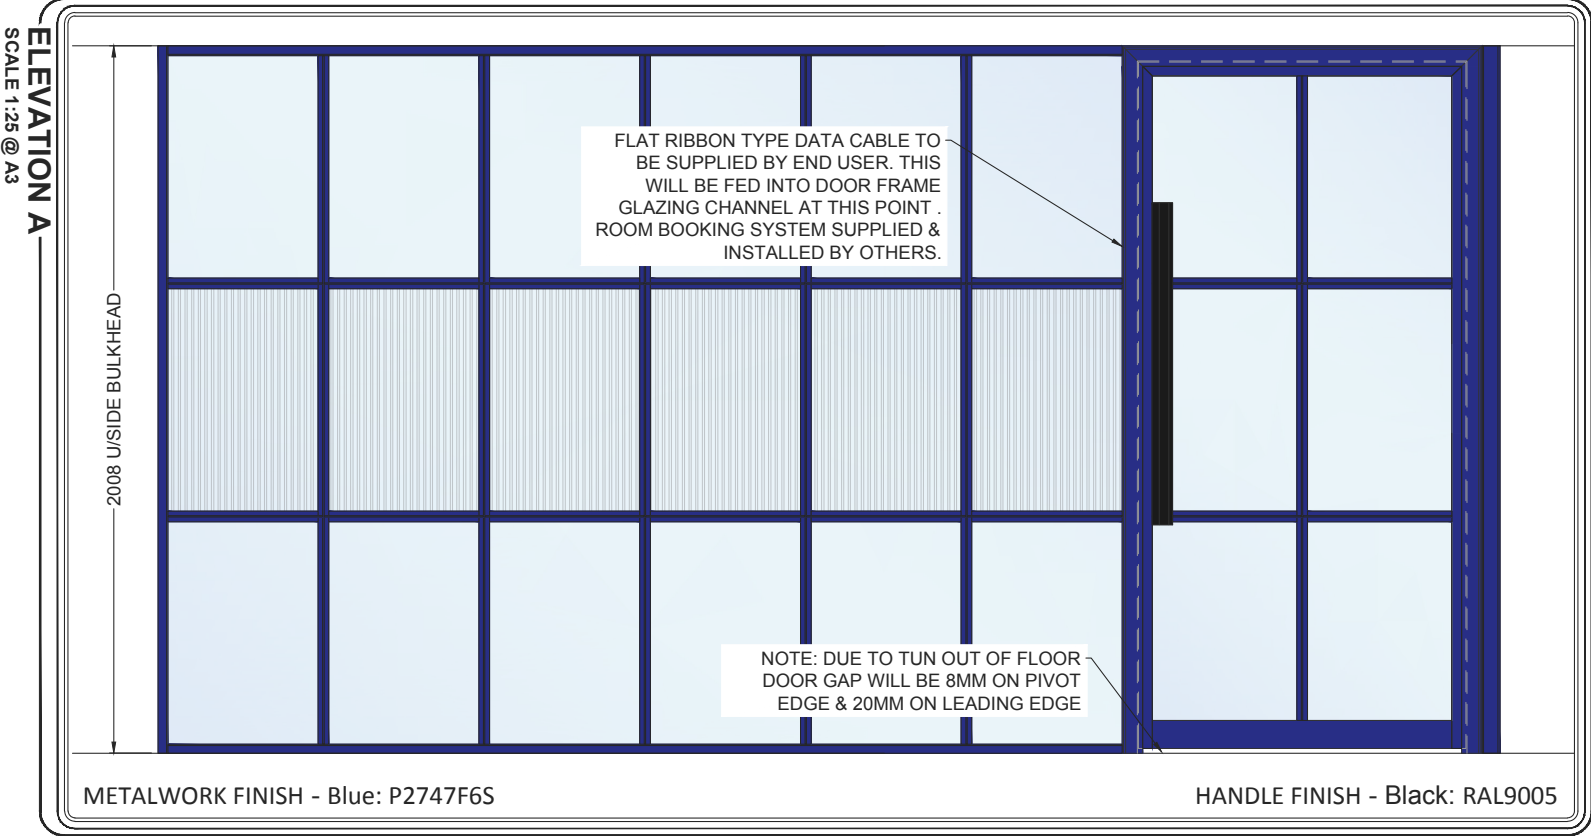 ELEVATION A
SCALE 1:25 @ A3
FLAT RIBBON TYPE DATA CABLE TO
BE SUPPLIED BY END USER. THIS
WILL BE FED INTO DOOR FRAME
GLAZING CHANNEL AT THIS POINT .
ROOM BOOKING SYSTEM SUPPLIED &
INSTALLED BY OTHERS.
2008 U/SIDE BULKHEAD
NOTE: DUE TO TUN OUT OF FLOOR
DOOR GAP WILL BE 8MM ON PIVOT
EDGE & 20MM ON LEADING EDGE
METALWORK FINISH - Blue: P2747F6S
HANDLE FINISH - Black: RAL9005